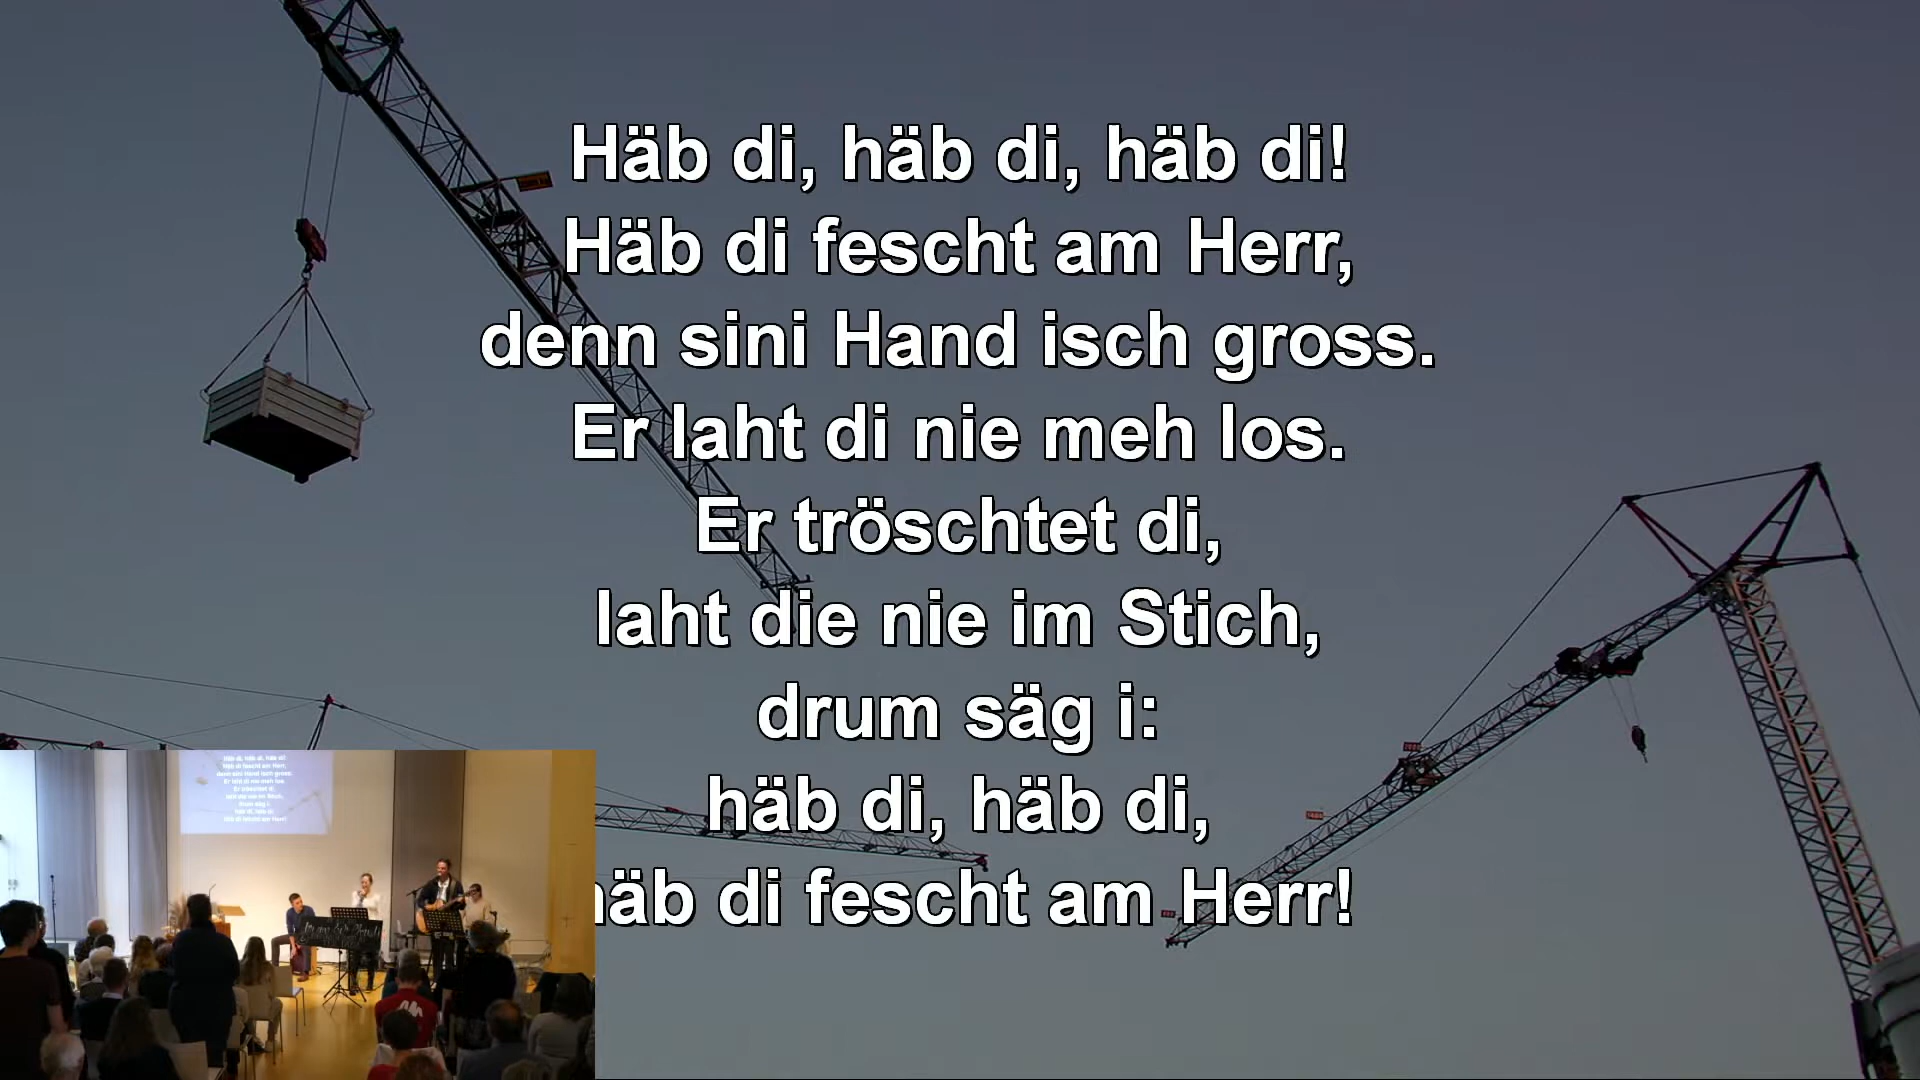 Häb di, häb di, häb di!
Häb di fescht am Herr,
denn sini Hand isch gross.
Er laht di nie meh los.
Er tröschtet di,
laht die nie im Stich,
drum säg i:
häb di, häb di,
häb di fescht am Herr!